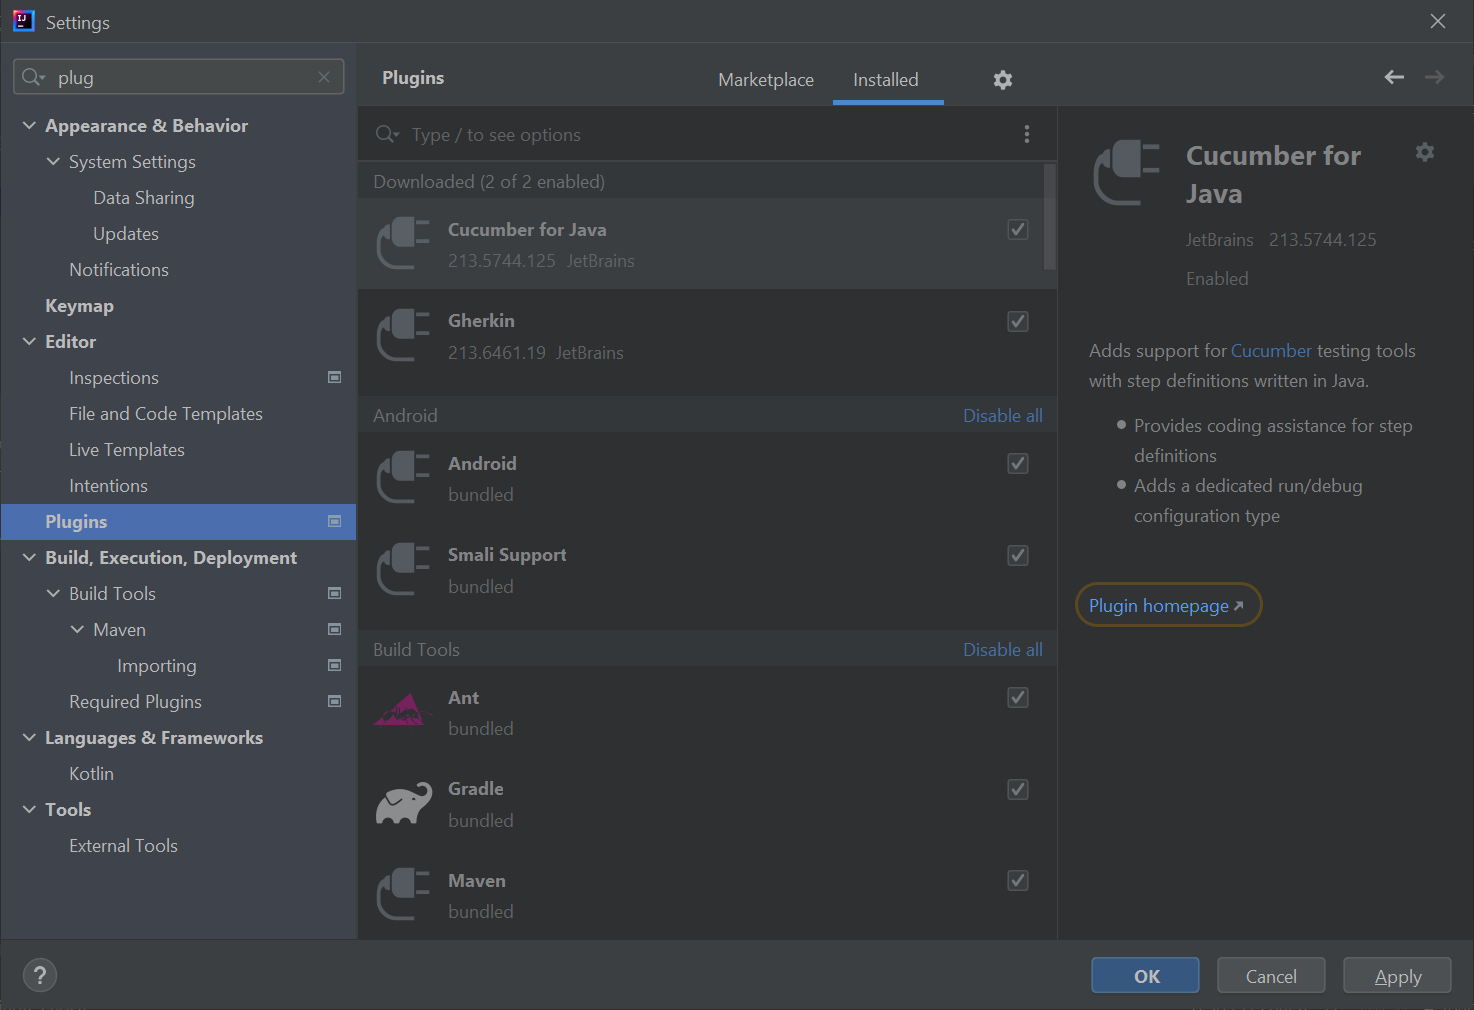 Settings
plug
Appearance & Behavior
System Settings
Data Sharing
Updates
Notifications
Keymap
Editor
Inspections
File and Code Templates
Live Templates
Intentions
Plugins
Build, Execution, Deployment
Build Tools
Maven
Importing
Required Plugins
Languages & Frameworks
Kotlin
Tools
External Tools
Plugins
Marketplace
Installed
Type / to see options
Downloaded (2 of 2 enabled)
Cucumber for Java
213.5744.125 JetBrains
Gherkin
213.6461.19 JetBrains
Android
Disable all
Android
bundled
Smali Support
bundled
Build Tools
Disable all
Ant
bundled
Gradle
bundled
Maven
bundled
Cucumber for
Java
JetBrains 213.5744.125
Enabled
Adds support for Cucumber testing tools
with step definitions written in Java.
Provides coding assistance for step
definitions
Adds a dedicated run/debug
configuration type
Plugin homepage
?
OK
Cancel
Apply